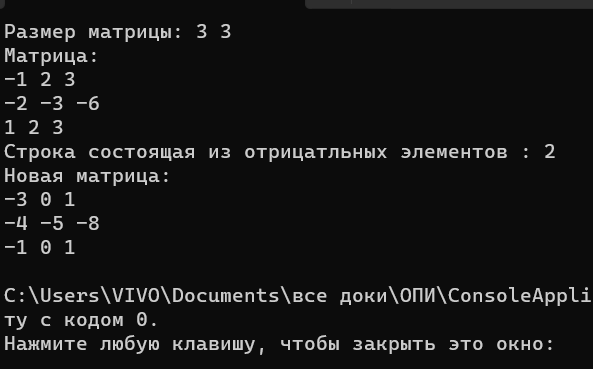 Размер матрицы: 3 3
Матрица:
-1 2 3
-2 -3 -6
1 2 3
Строка состоящая из отрицатльных элементов : 2
Новая матрица:
-3 0 1
-4 -5 -8
-1 0 1
C:\Users\VIVO\Documents\все доки\ОПИ\ConsoleAppli
ту с кодом 0.
Нажмите любую клавишу, чтобы закрыть это окно: